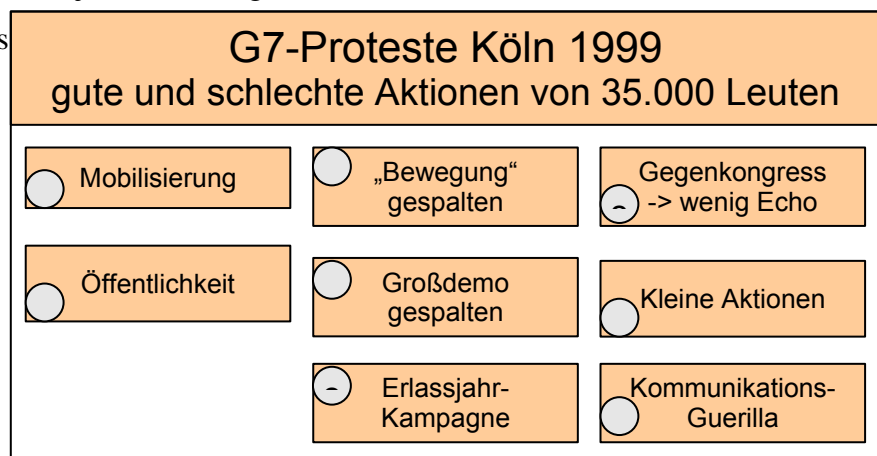 s
G7-Proteste Köln 1999
gute und schlechte Aktionen von 35.000 Leuten
Mobilisierung
Öffentlichkeit
„Bewegung“
gespalten
Großdemo
gespalten
Erlassjahr-
Kampagne
Gegenkongress
-> wenig Echo
Kleine Aktionen
Kommunikations-
Guerilla